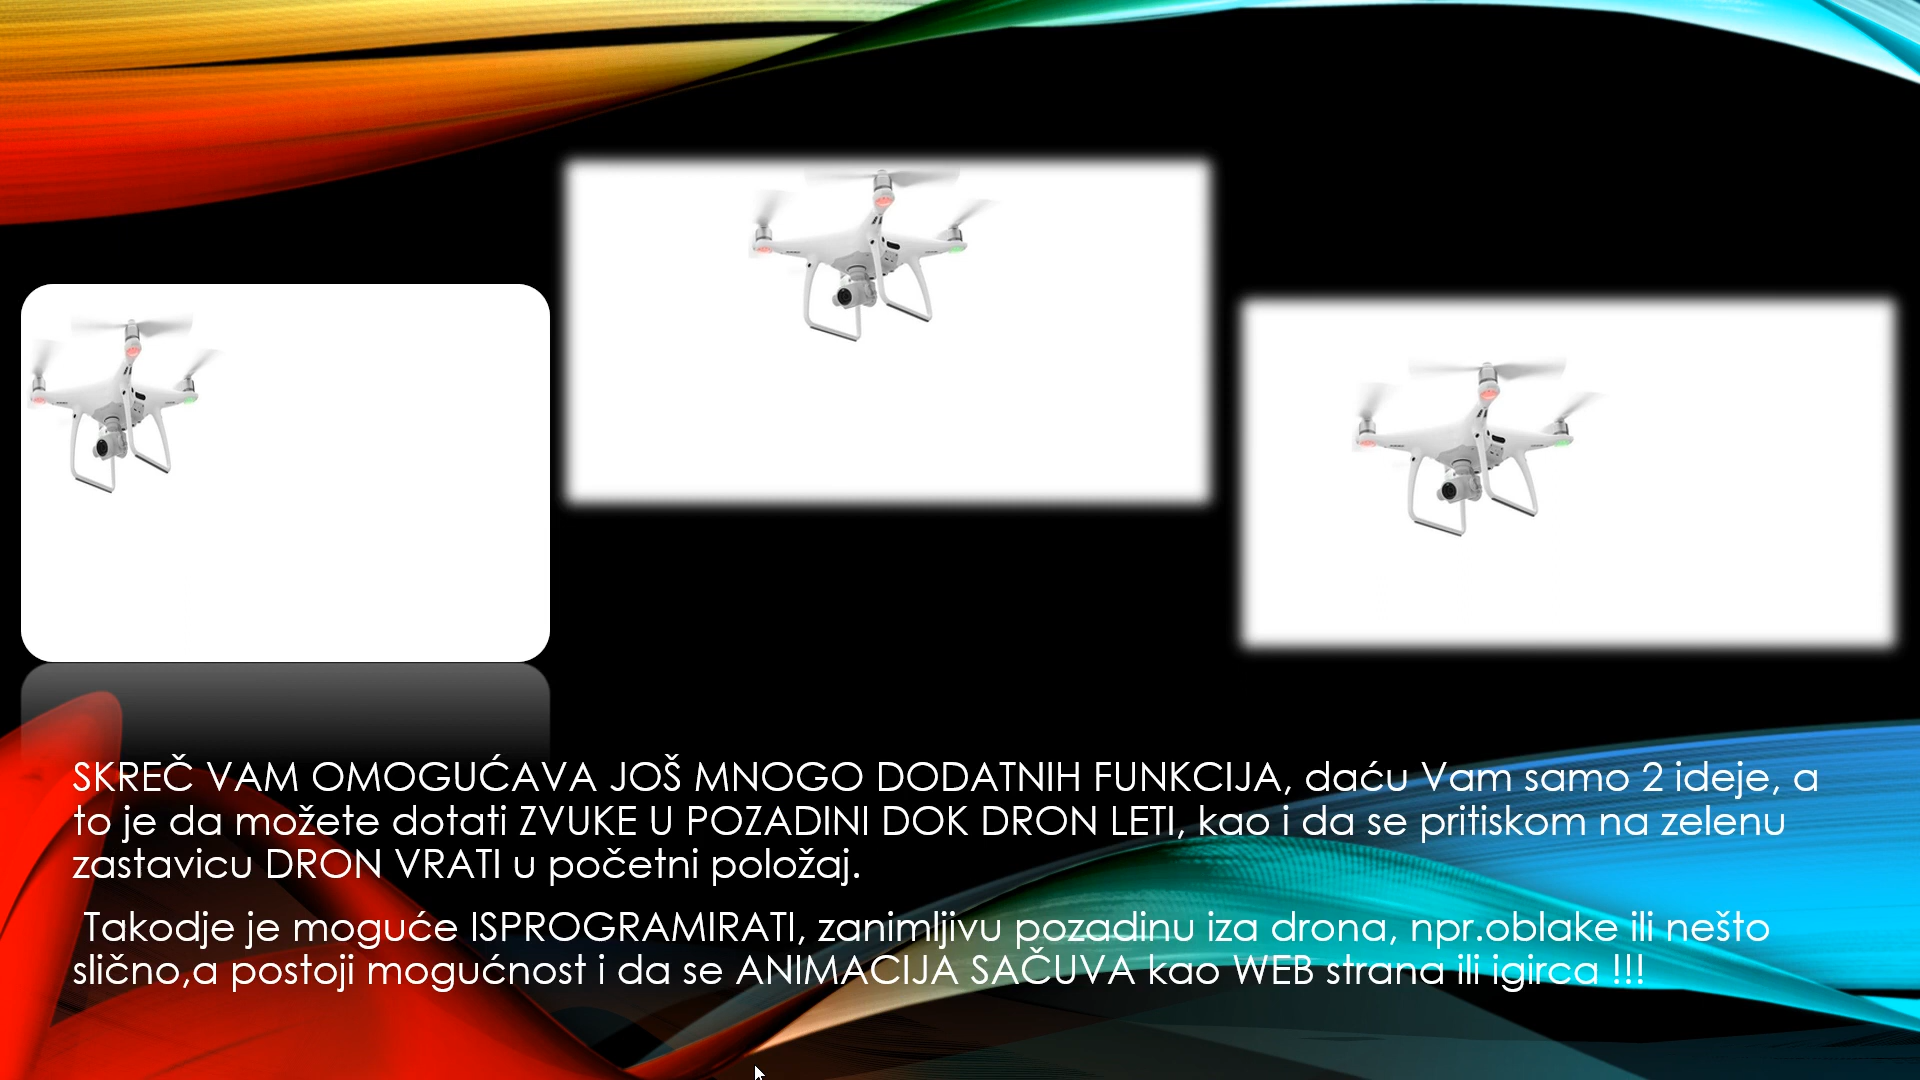 SKREČ VAM OMOGUĆAVA JOŠ MNOGO DODATNIH FUNKCIJA, daću Vam samo 2 ideje, a
to je da možete dotati ZVUKE U POZADINI DOK DRON LETI, kao i da se pritiskom na zelenu
zastavicu DRON VRATI u početni položaj.
Takodje je moguće ISPROGRAMIRATI, zanimljivu pozadinu iza drona, npr.oblake ili nešto
slično,a postoji mogućnost i da se ANIMACIJA SAČUVA kao WEB strana ili igirca !!!